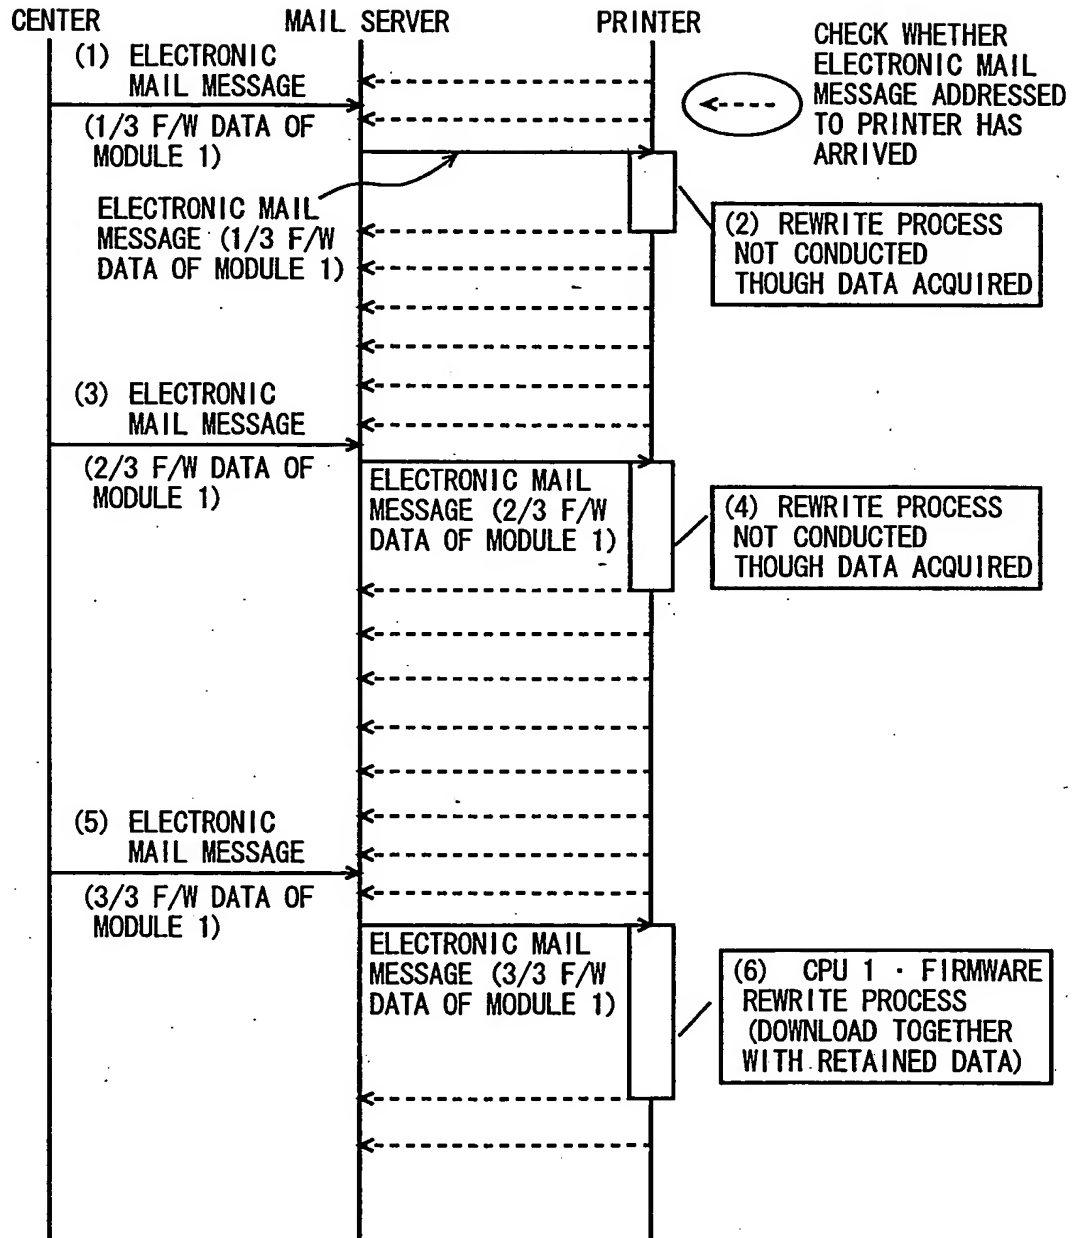 CENTER
MAIL SERVER
PRINTER
CHECK WHETHER
ELECTRONIC MAIL
MESSAGE ADDRESSED
TO PRINTER HAS
ARRIVED
(1) ELECTRONIC
MAIL MESSAGE
(1/3 F/W DATA OF
MODULE 1)
ELECTRONIC MAIL
MESSAGE (1/3 F/W
DATA OF MODULE 1)
(2) REWRITE PROCESS
NOT CONDUCTED
THOUGH DATA ACQUIRED
(3) ELECTRONIC
MAIL MESSAGE
(2/3 F/W DATA OF
MODULE 1)
ELECTRONIC MAIL
MESSAGE (2/3 F/W
DATA OF MODULE 1)
(4) REWRITE PROCESS
NOT CONDUCTED
THOUGH DATA ACQUIRED
(5) ELECTRONIC
MAIL MESSAGE
(3/3 F/W DATA OF
MODULE 1)
ELECTRONIC MAIL
MESSAGE (3/3 F/W
DATA OF MODULE 1)
(6) CPU 1 · FIRMWARE
REWRITE PROCESS
(DOWNLOAD TOGETHER
WITH RETAINED DATA)